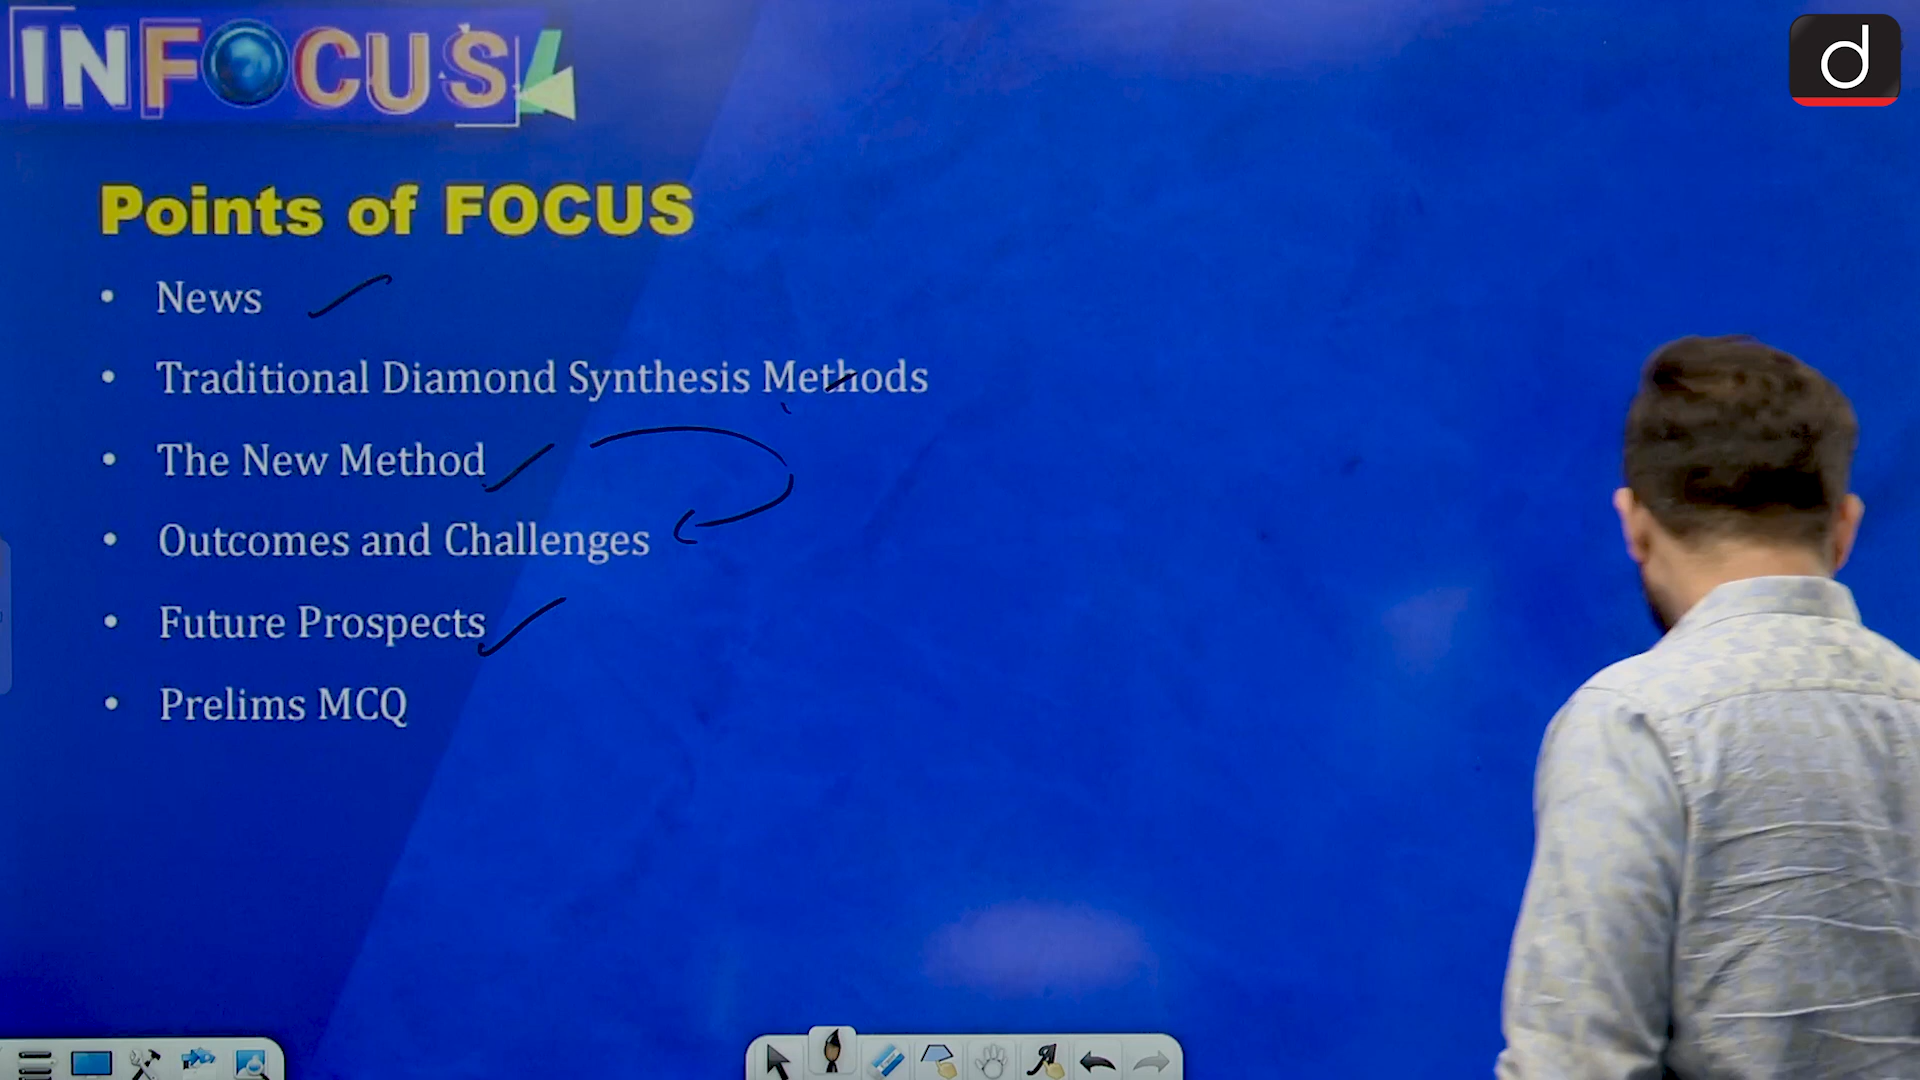 INFOCUS
d
Points of FOCUS
• News
• Traditional Diamond Synthesis Methods
• The New Method
• Outcomes and Challenges
• Future Prospects
• Prelims MCQ